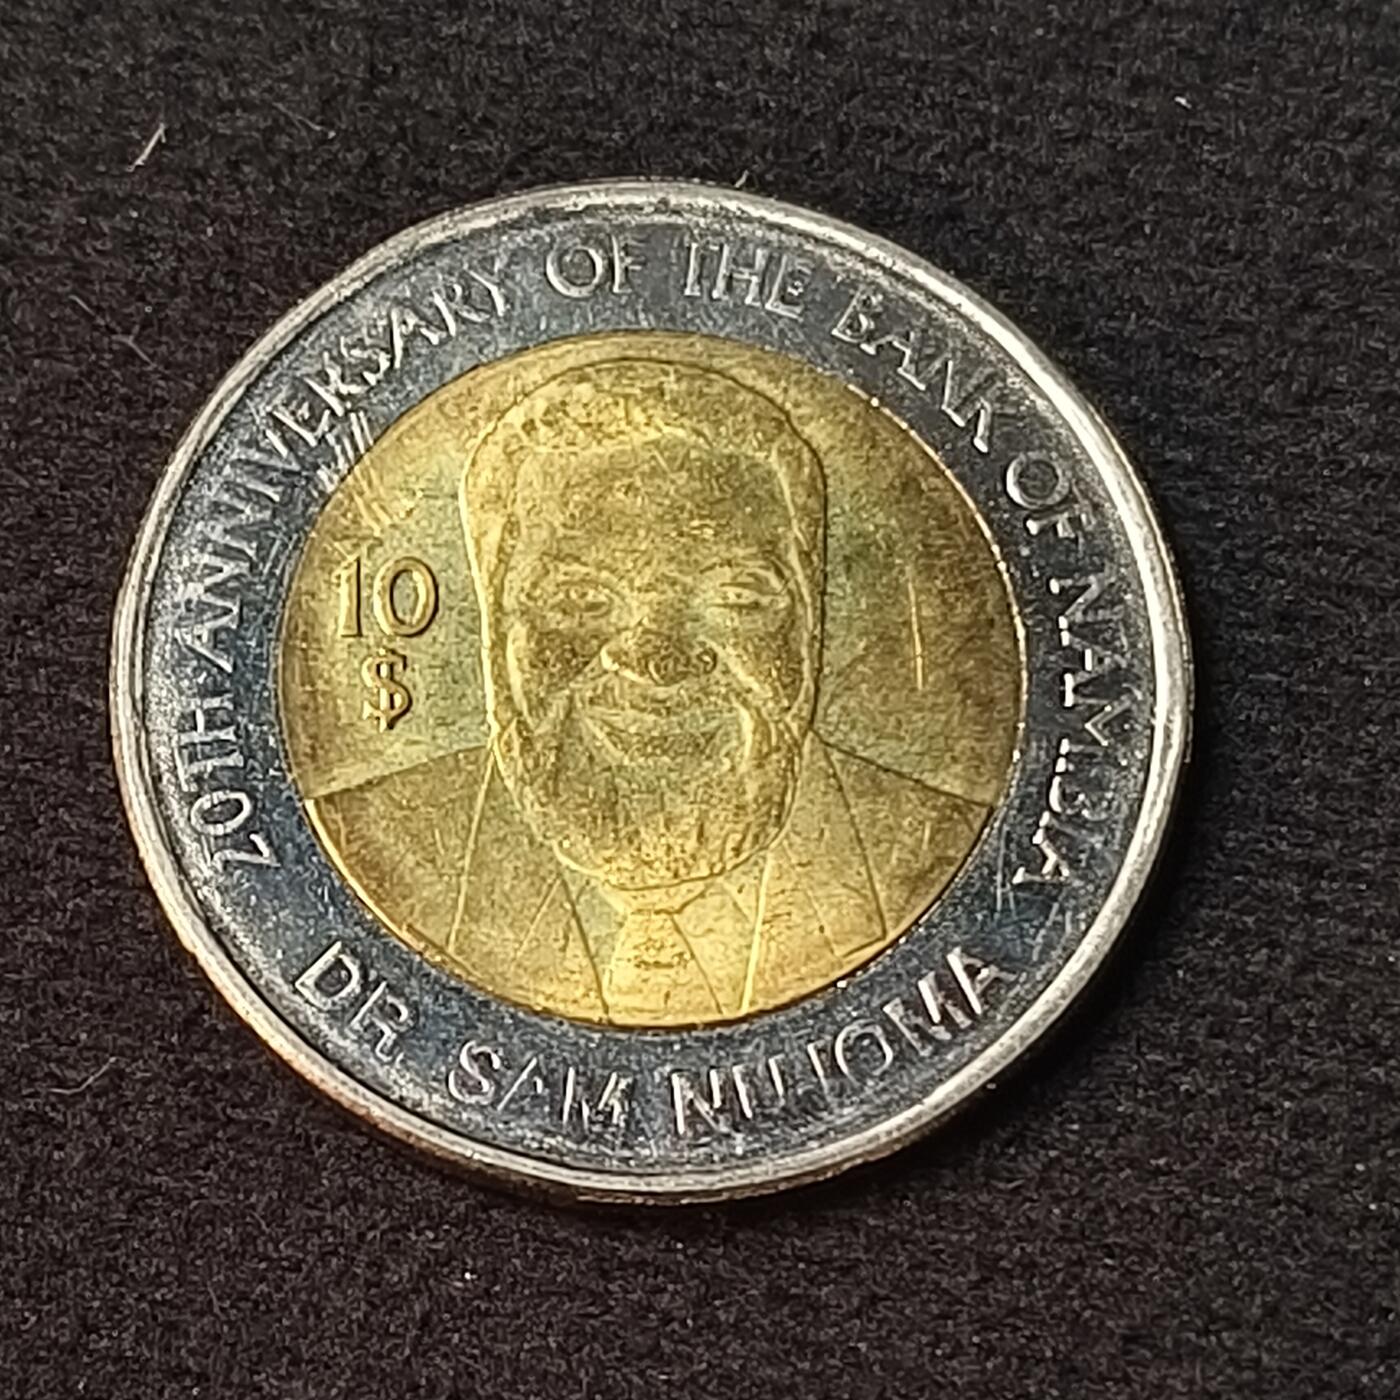 20TH ANNIVERSARY OF THE BANK OF NAMIBIA
10
$
DR SAM NUJOMA